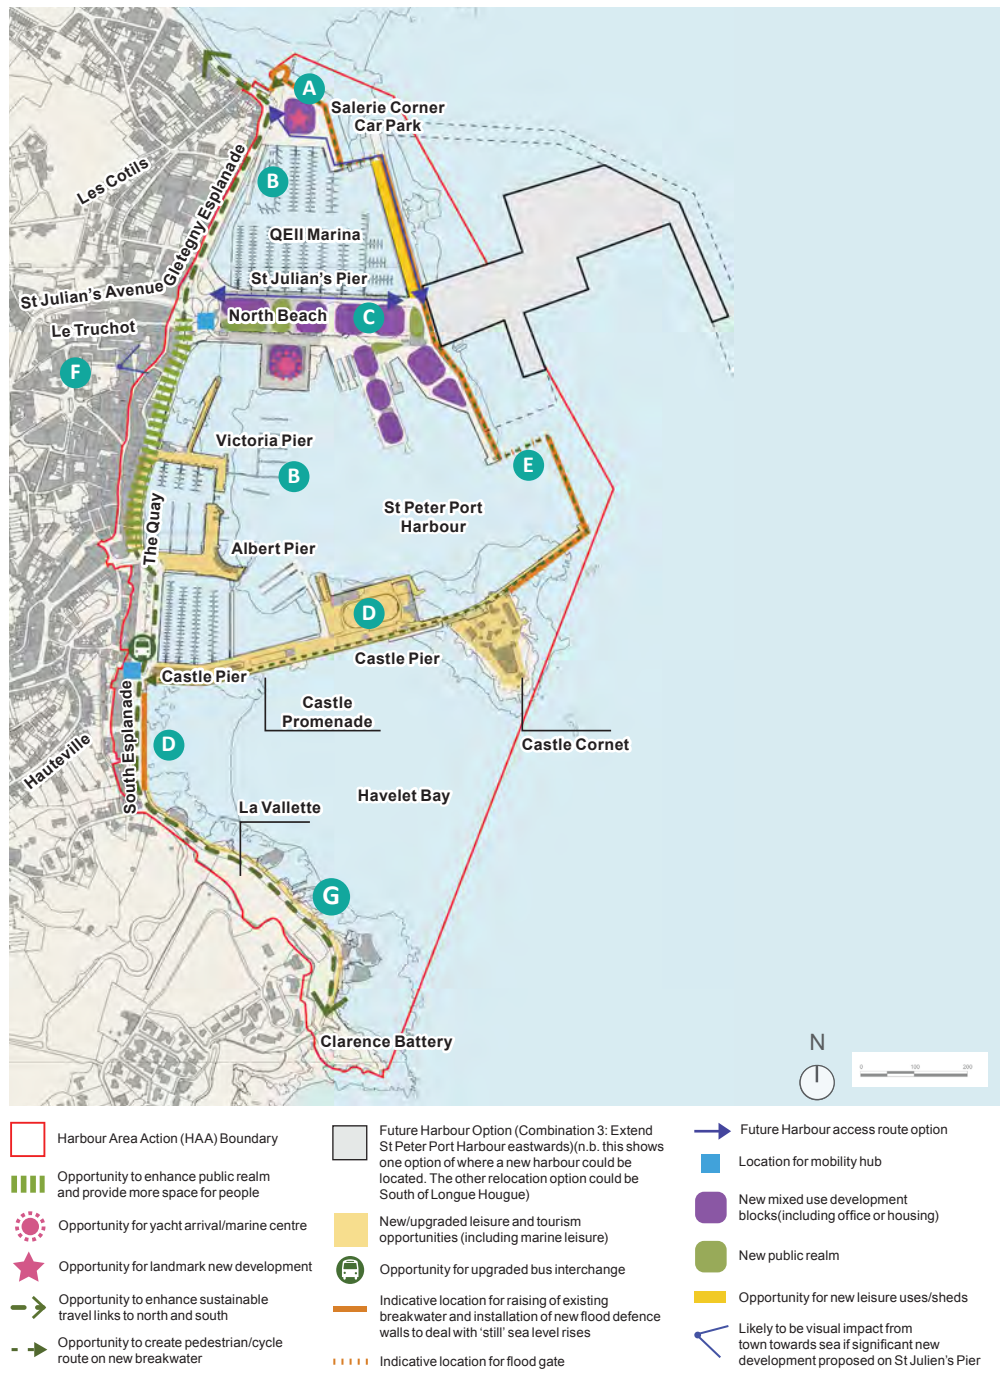 A
Salerie Corner
Car Park
Les Cotils
B
Glategny Esplanade
QEII Marina
St Julian's Avenue
St Julian's Pier
North Beach
C
Le Truchot
F
Victoria Pier
B
E
St Peter Port
Harbour
The Quay
Albert Pier
D
Castle Pier
Castle Pier
Castle
Promenade
Castle Cornet
South Esplanade
D
Hauteville
Havelet Bay
La Vallette
G
Clarence Battery
N
0 100 200
Harbour Area Action (HAA) Boundary
Opportunity to enhance public realm
and provide more space for people
Opportunity for yacht arrival/marine centre
Opportunity for landmark new development
Opportunity to enhance sustainable
travel links to north and south
Opportunity to create pedestrian/cycle
route on new breakwater
Future Harbour Option (Combination 3: Extend
St Peter Port Harbour eastwards)(n.b. this shows
one option of where a new harbour could be
located. The other relocation option could be
South of Longue Hougue)
New/upgraded leisure and tourism
opportunities (including marine leisure)
Opportunity for upgraded bus interchange
Indicative location for raising of existing
breakwater and installation of new flood defence
walls to deal with 'still' sea level rises
Indicative location for flood gate
Future Harbour access route option
Location for mobility hub
New mixed use development
blocks(including office or housing)
New public realm
Opportunity for new leisure uses/sheds
Likely to be visual impact from
town towards sea if significant new
development proposed on St Julien's Pier